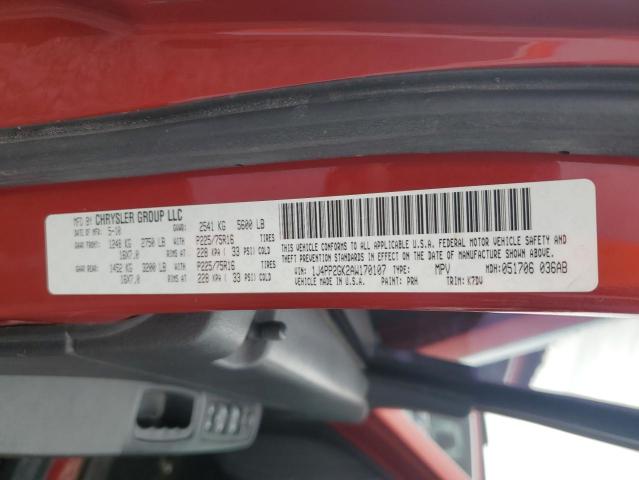 MFD BY CHRYSLER GROUP LLC
DATE OF MFR: 5-10 GVWR: 2541 KG 5600 LB
GAWR FRONT: 1248 KG 2750 LB P225/75R16 TIRES
16X7.0 RIMS AT 228 KPA ( 33 PSI) COLD
GAWR REAR: 1452 KG 3200 LB P225/75R16 TIRES
16X7.0 RIMS AT 228 KPA ( 33 PSI) COLD
THIS VEHICLE CONFORMS TO ALL APPLICABLE U.S.A. FEDERAL MOTOR VEHICLE SAFETY AND
THEFT PREVENTION STANDARDS IN EFFECT ON THE DATE OF MANUFACTURE SHOWN ABOVE.
VIN: 1J4PP2GK2AW170107 TYPE: MPV MDH: 051706 036AB
VEHICLE MADE IN U.S.A. PAINT: PRH TRIM: K7DV